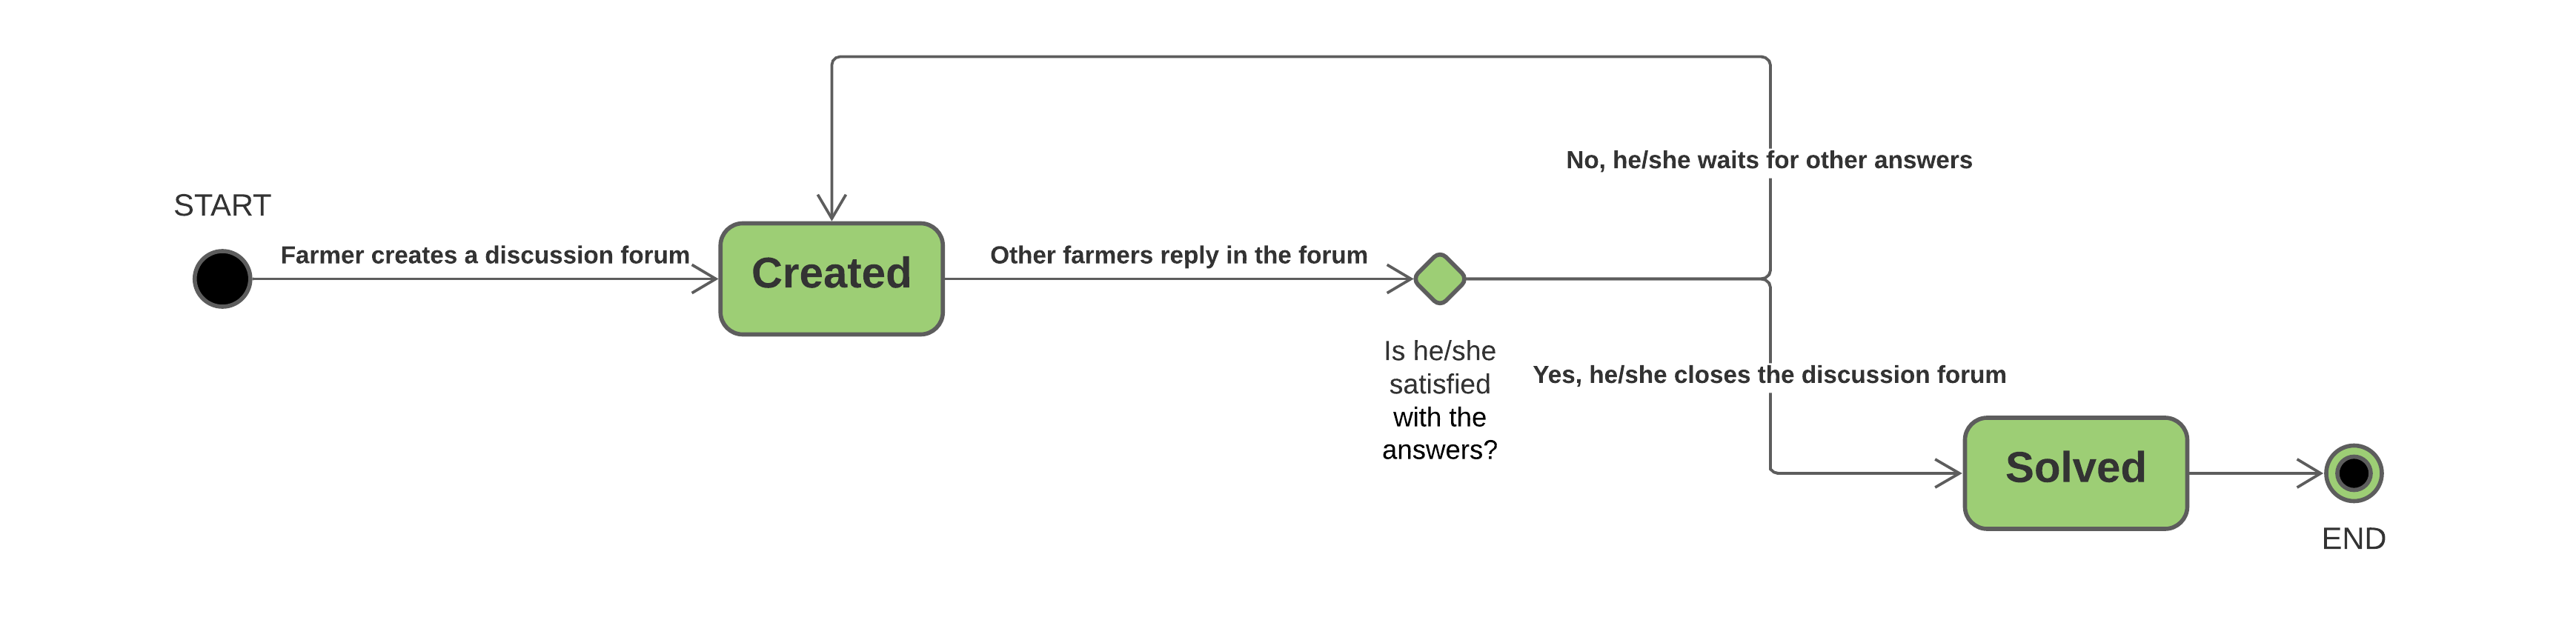 START
Farmer creates a discussion forum
Created
Other farmers reply in the forum
Is he/she
satisfied
with the
answers?
No, he/she waits for other answers
Yes, he/she closes the discussion forum
Solved
END